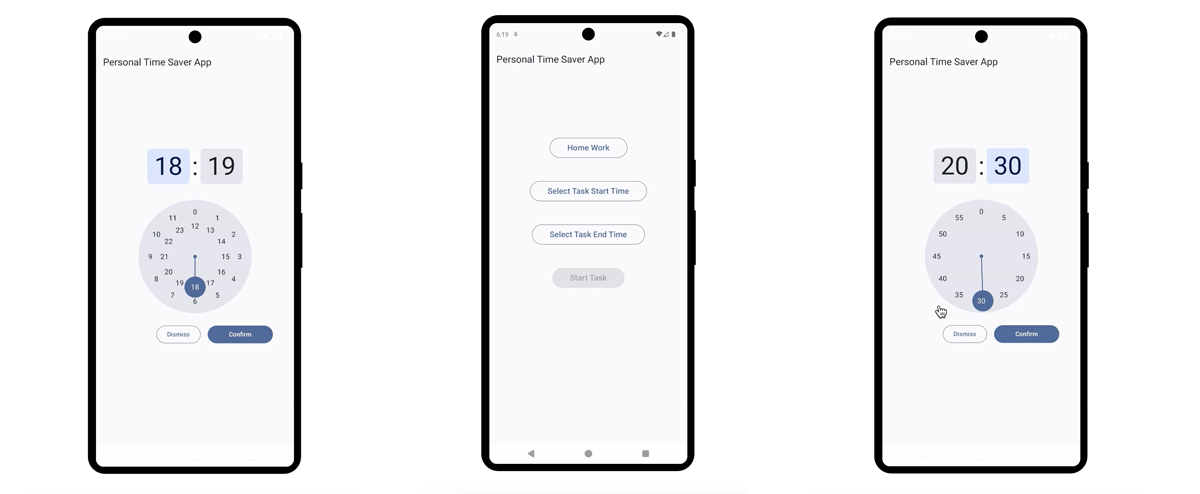 Personal Time Saver App
18 : 19
0
11 1
12
23 13
10 2
22 14
9 21 15 3
20 16
8 4
19 17
18
7 5
6
Dismiss Confirm
6:19
Personal Time Saver App
Home Work
Select Task Start Time
Select Task End Time
Start Task
Personal Time Saver App
20 : 30
0
55 5
50 10
45 15
40 20
35 25
30
Dismiss Confirm